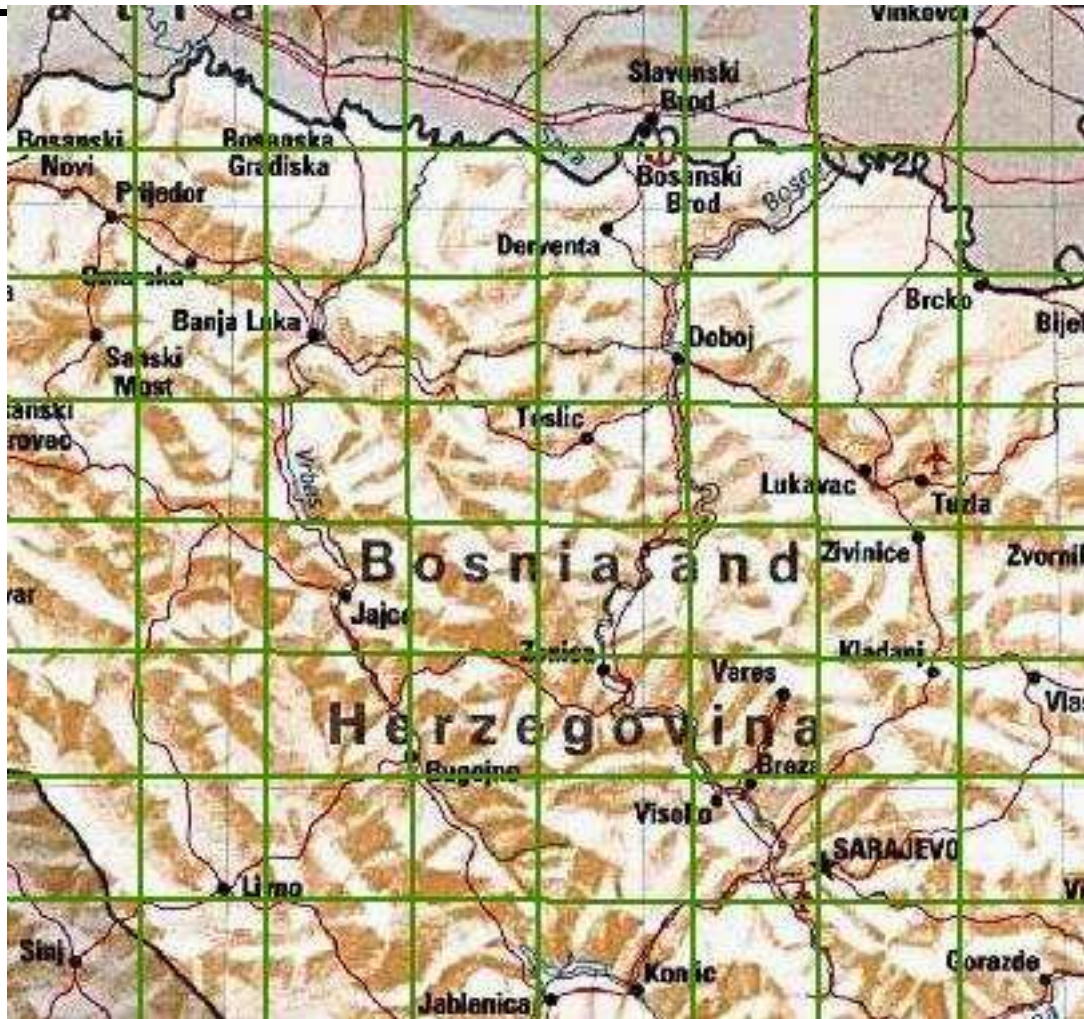 Vinkovci
Slavonski
Brod
Bosanski
Novi
Bosanska
Gradiska
Sava
Prijedor
Bosanski
Brod
Bosna
Derventa
Omarska
Brcko
Banja Luka
Doboj
Sanski
Most
Teslic
Vrbas
Lukavac
Tuzla
Bosnia and
Zivinice
Zvornik
Jajce
Zenica
Kladanj
Vares
Herzegovina
Bugojno
Breza
Visoko
SARAJEVO
Livno
Sinj
Konjic
Gorazde
Jablenica